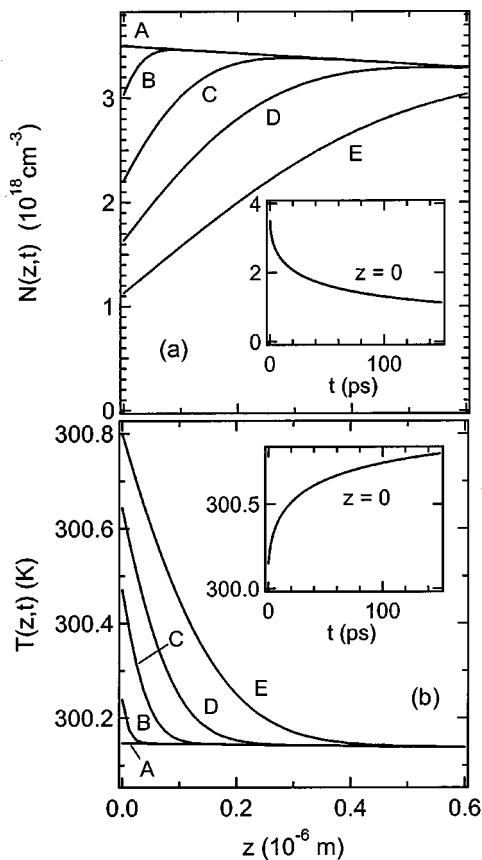 A
B
C
D
E
N(z,t) (10^18 cm^-3)
3
2
1
0
(a)
4
2
0
z = 0
0
100
t (ps)
300.8
300.6
300.4
300.2
T(z,t) (K)
300.5
300.0
z = 0
0
100
t (ps)
C
E
D
B
A
(b)
0.0
0.2
0.4
0.6
z (10^-6 m)